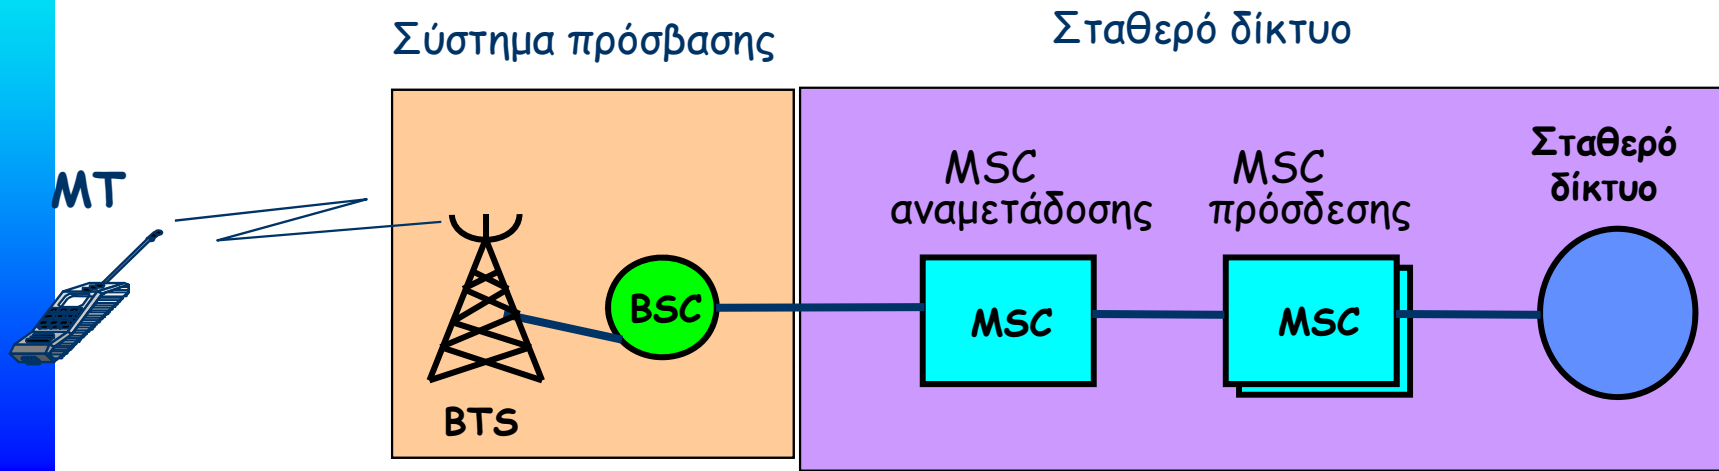 Σύστημα πρόσβασης
Σταθερό δίκτυο
MT
MSC
αναμετάδοσης
MSC
πρόσδεσης
Σταθερό
δίκτυο
BSC
MSC
MSC
BTS